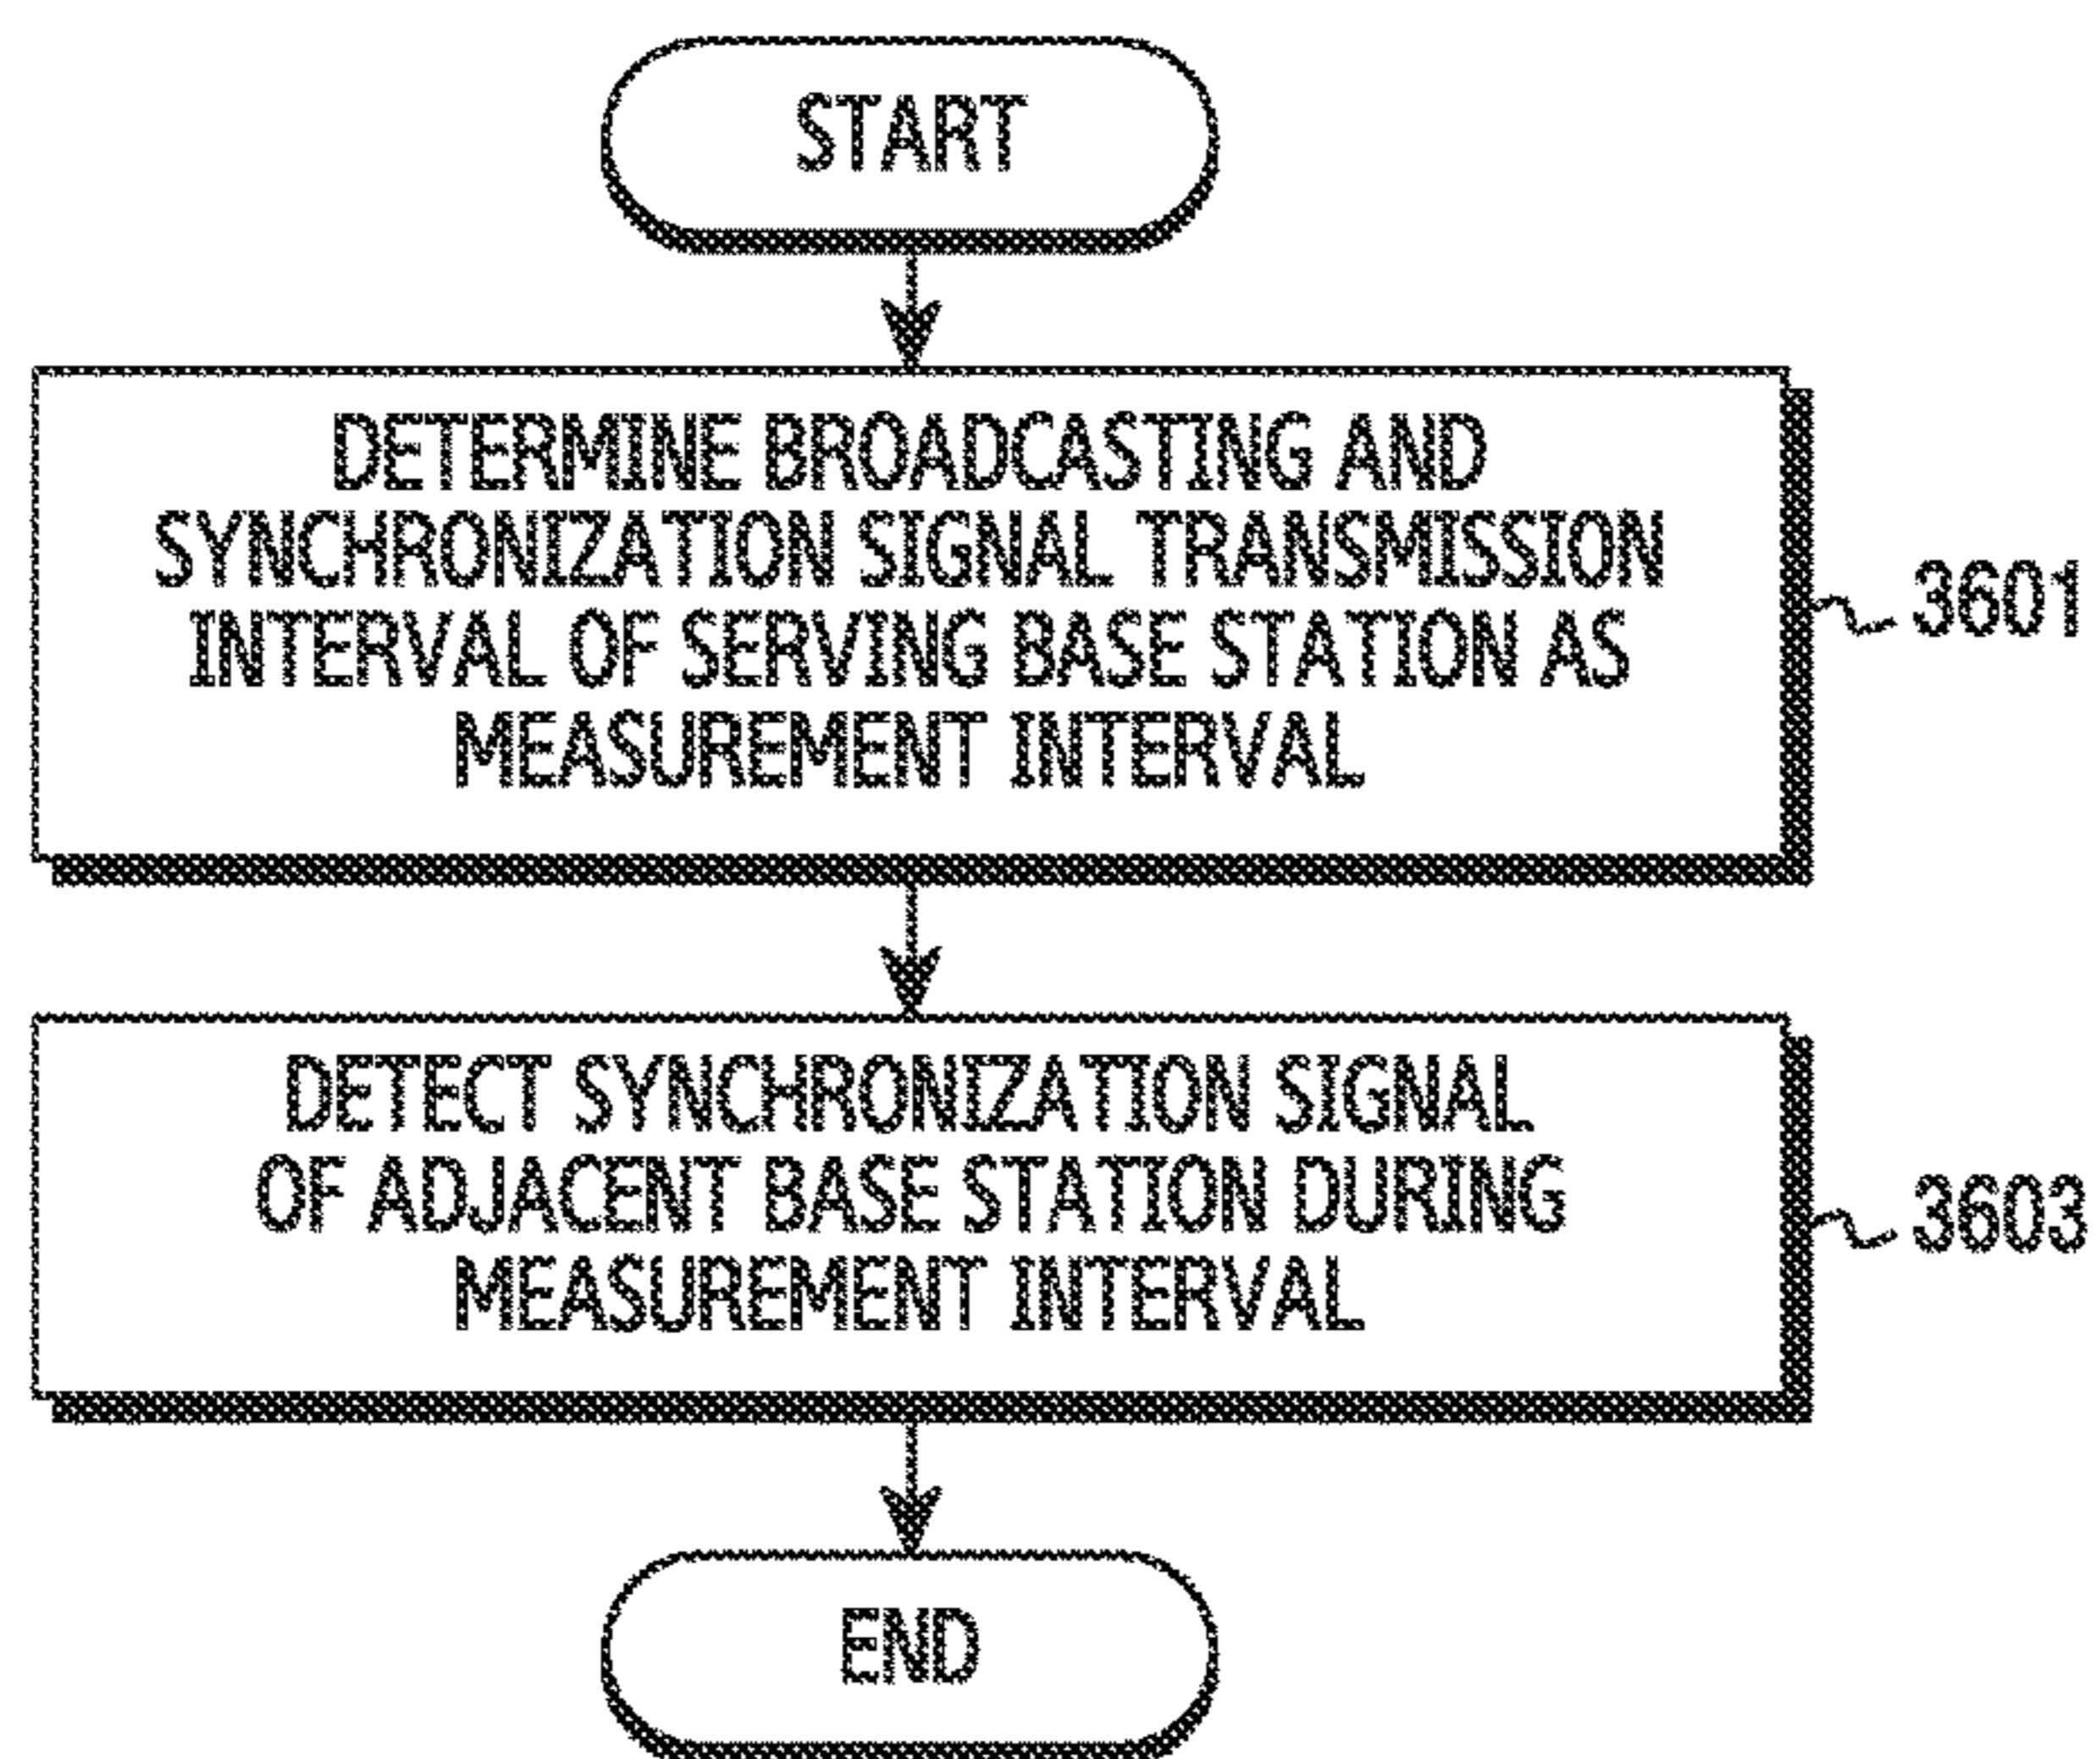 START
DETERMINE BROADCASTING AND
SYNCHRONIZATION SIGNAL TRANSMISSION
INTERVAL OF SERVING BASE STATION AS
MEASUREMENT INTERVAL
3601
DETECT SYNCHRONIZATION SIGNAL
OF ADJACENT BASE STATION DURING
MEASUREMENT INTERVAL
3603
END